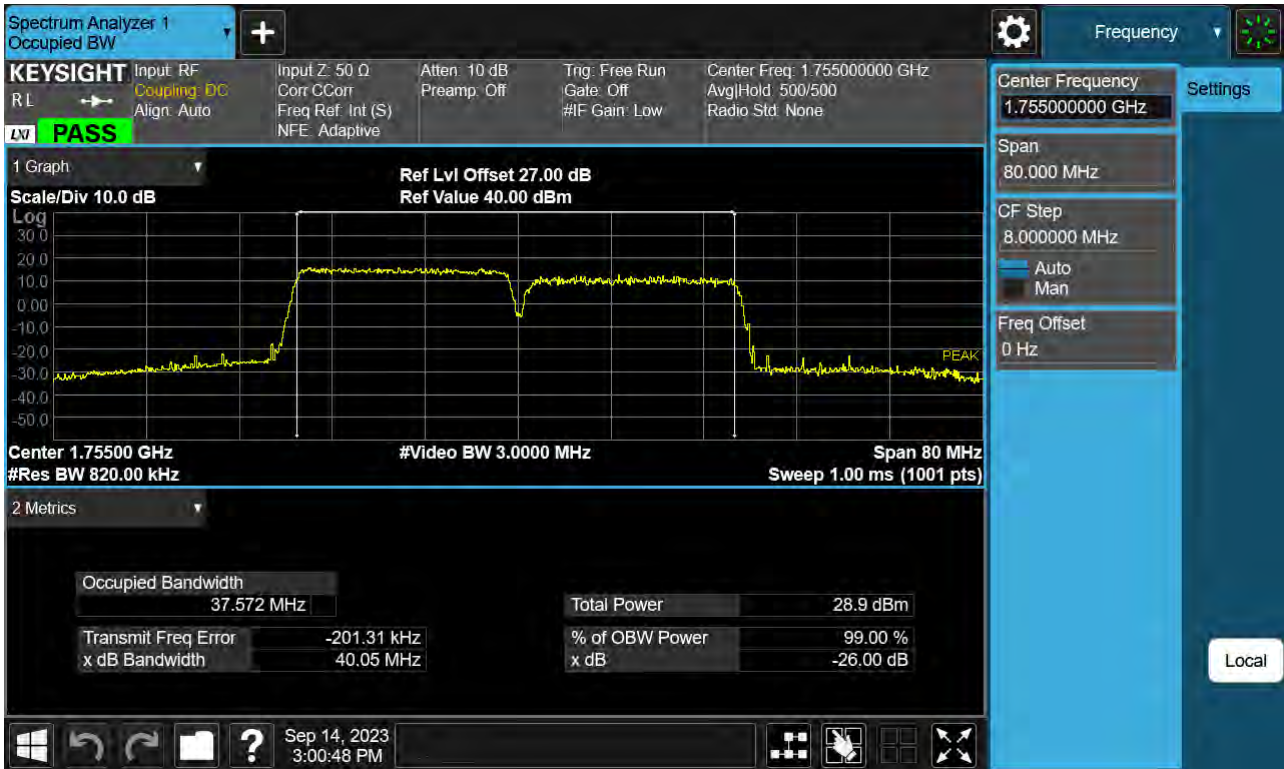 Spectrum Analyzer 1
Occupied BW
+
Frequency
KEYSIGHT
R L
LXI PASS
Input: RF
Coupling: DC
Align: Auto
Input Z: 50 Ω
Corr CCorr
Freq Ref: Int (S)
NFE: Adaptive
Atten: 10 dB
Preamp: Off
Trig: Free Run
Gate: Off
#IF Gain: Low
Center Freq: 1.755000000 GHz
Avg|Hold: 500/500
Radio Std: None
1 Graph
Scale/Div 10.0 dB
Ref Lvl Offset 27.00 dB
Ref Value 40.00 dBm
Log
30.0
20.0
10.0
0.00
-10.0
-20.0
-30.0
-40.0
-50.0
PEAK
Center 1.75500 GHz
#Video BW 3.0000 MHz
Span 80 MHz
#Res BW 820.00 kHz
Sweep 1.00 ms (1001 pts)
2 Metrics
Occupied Bandwidth
37.572 MHz
Total Power 28.9 dBm
Transmit Freq Error -201.31 kHz
% of OBW Power 99.00 %
x dB Bandwidth 40.05 MHz
x dB -26.00 dB
Center Frequency
1.755000000 GHz
Settings
Span
80.000 MHz
CF Step
8.000000 MHz
Auto
Man
Freq Offset
0 Hz
Local
?
Sep 14, 2023
3:00:48 PM